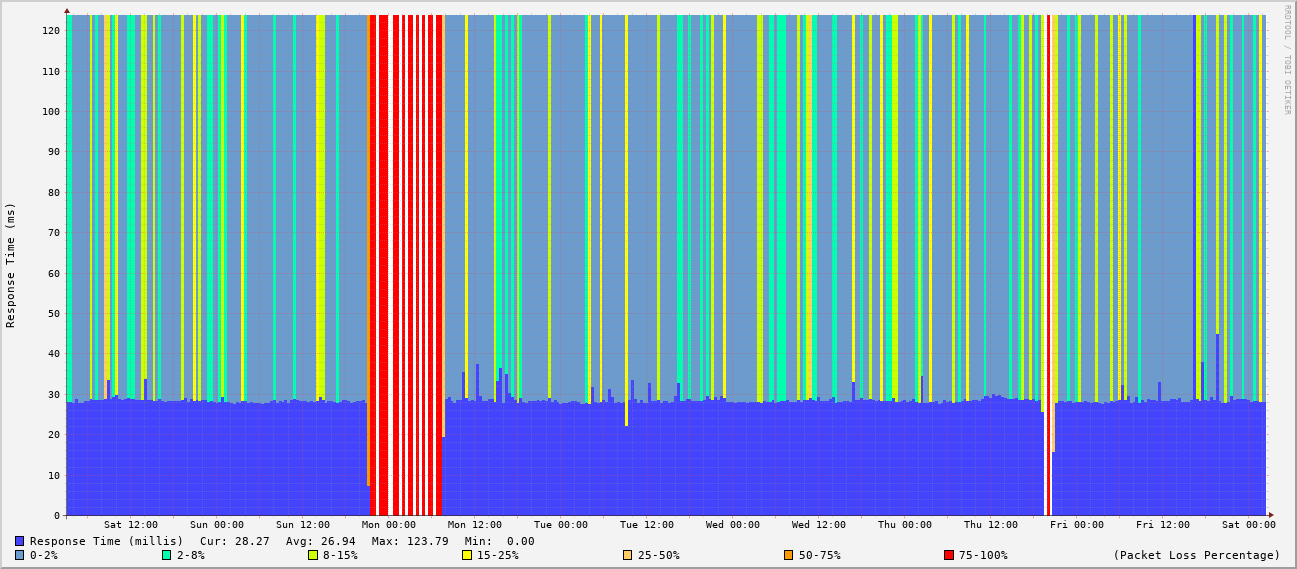 RRDTOOL / TOBI OETIKER
Response Time (ms)
120
110
100
90
80
70
60
50
40
30
20
10
0
Sat 12:00 Sun 00:00 Sun 12:00 Mon 00:00 Mon 12:00 Tue 00:00 Tue 12:00 Wed 00:00 Wed 12:00 Thu 00:00 Thu 12:00 Fri 00:00 Fri 12:00 Sat 00:00
Response Time (millis) Cur: 28.27 Avg: 26.94 Max: 123.79 Min: 0.00
0-2% 2-8% 8-15% 15-25% 25-50% 50-75% 75-100% (Packet Loss Percentage)